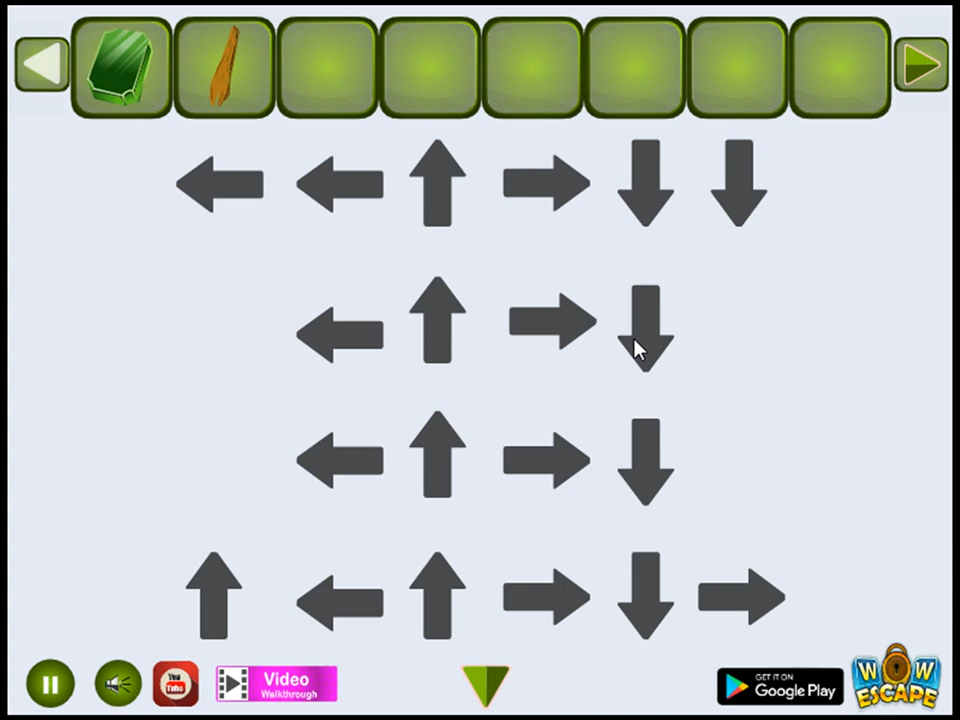 You
Tube
Video
Walkthrough
GET IT ON
Google Play
WOW
ESCAPE